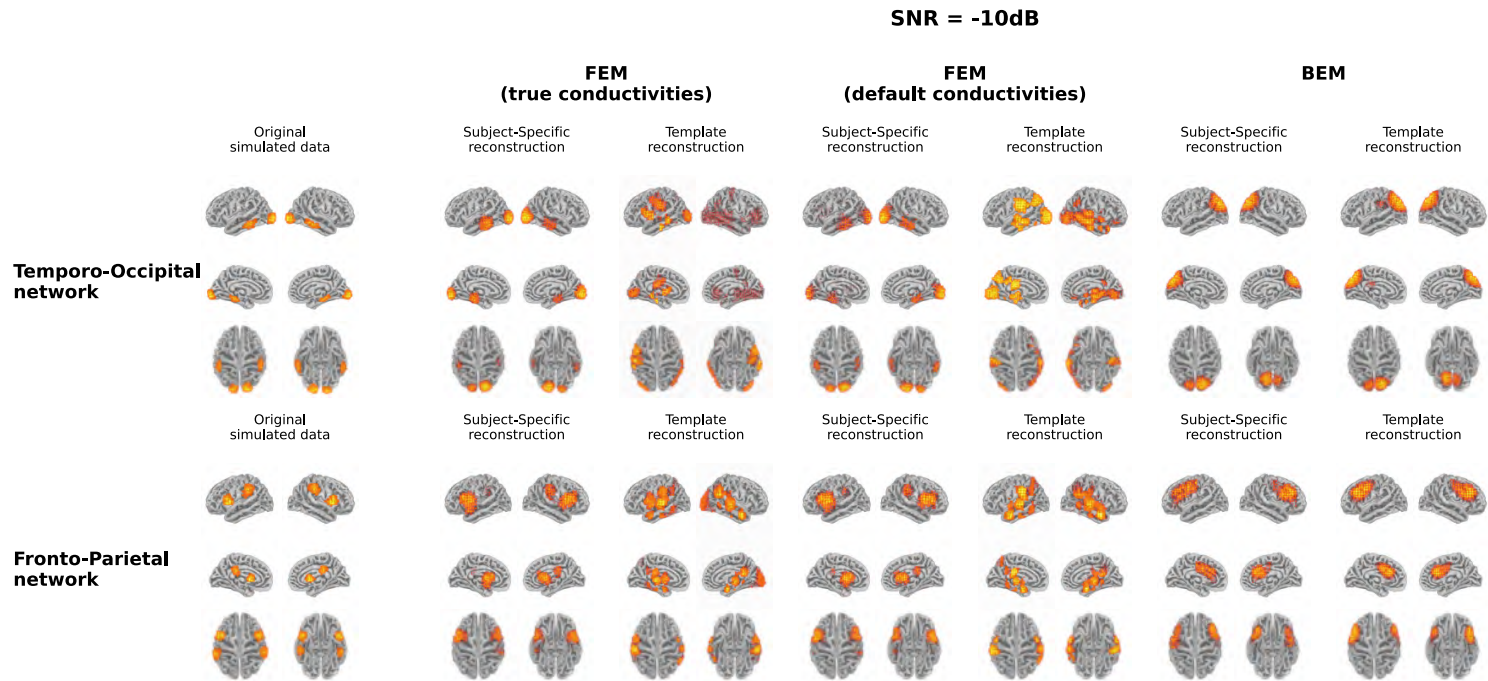 SNR = -10dB
FEM
(true conductivities)
FEM
(default conductivities)
BEM
Original
simulated data
Subject-Specific
reconstruction
Template
reconstruction
Subject-Specific
reconstruction
Template
reconstruction
Subject-Specific
reconstruction
Template
reconstruction
Temporo-Occipital
network
Original
simulated data
Subject-Specific
reconstruction
Template
reconstruction
Subject-Specific
reconstruction
Template
reconstruction
Subject-Specific
reconstruction
Template
reconstruction
Fronto-Parietal
network